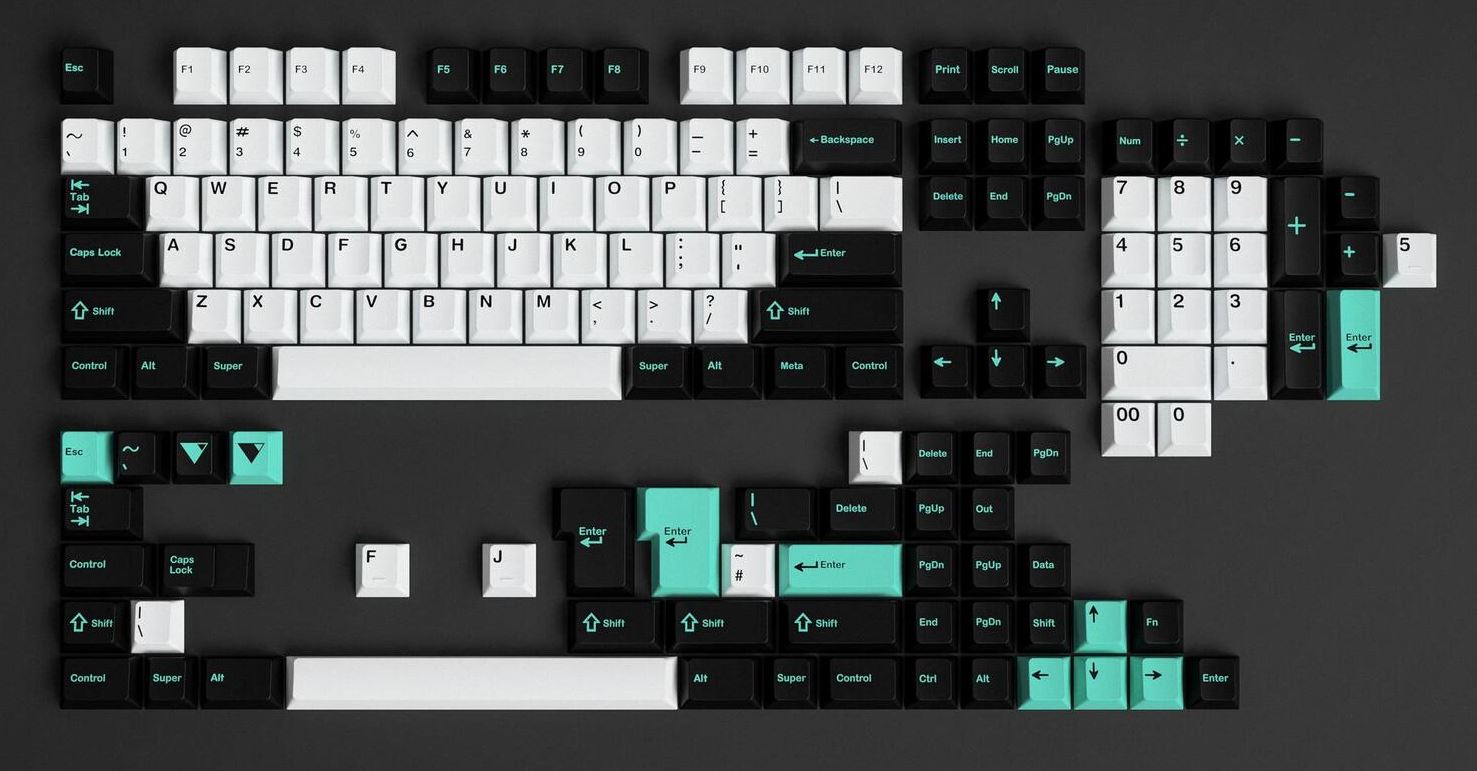 Esc F1 F2 F3 F4 F5 F6 F7 F8 F9 F10 F11 F12 Print Scroll Pause
~ ! @ # $ % ^ & * ( ) — +
` 1 2 3 4 5 6 7 8 9 0 – = ←Backspace Insert Home PgUp Num ÷ × −
Tab Q W E R T Y U I O P { } |
[ ] \ Delete End PgDn 7 8 9 + −
Caps Lock A S D F G H J K L : "
; ' Enter 4 5 6 + 5
Shift Z X C V B N M < > ?
, . / Shift ↑ 1 2 3 Enter Enter
Control Alt Super Super Alt Meta Control ← ↓ → 0 .
00 0
Esc ~ | Delete End PgDn
` \
Tab Enter Enter | Delete PgUp Out
\
Control Caps F J ~ Enter PgDn PgUp Data
Lock #
Shift | Shift Shift Shift End PgDn Shift ↑ Fn
\
Control Super Alt Alt Super Control Ctrl Alt ← ↓ → Enter